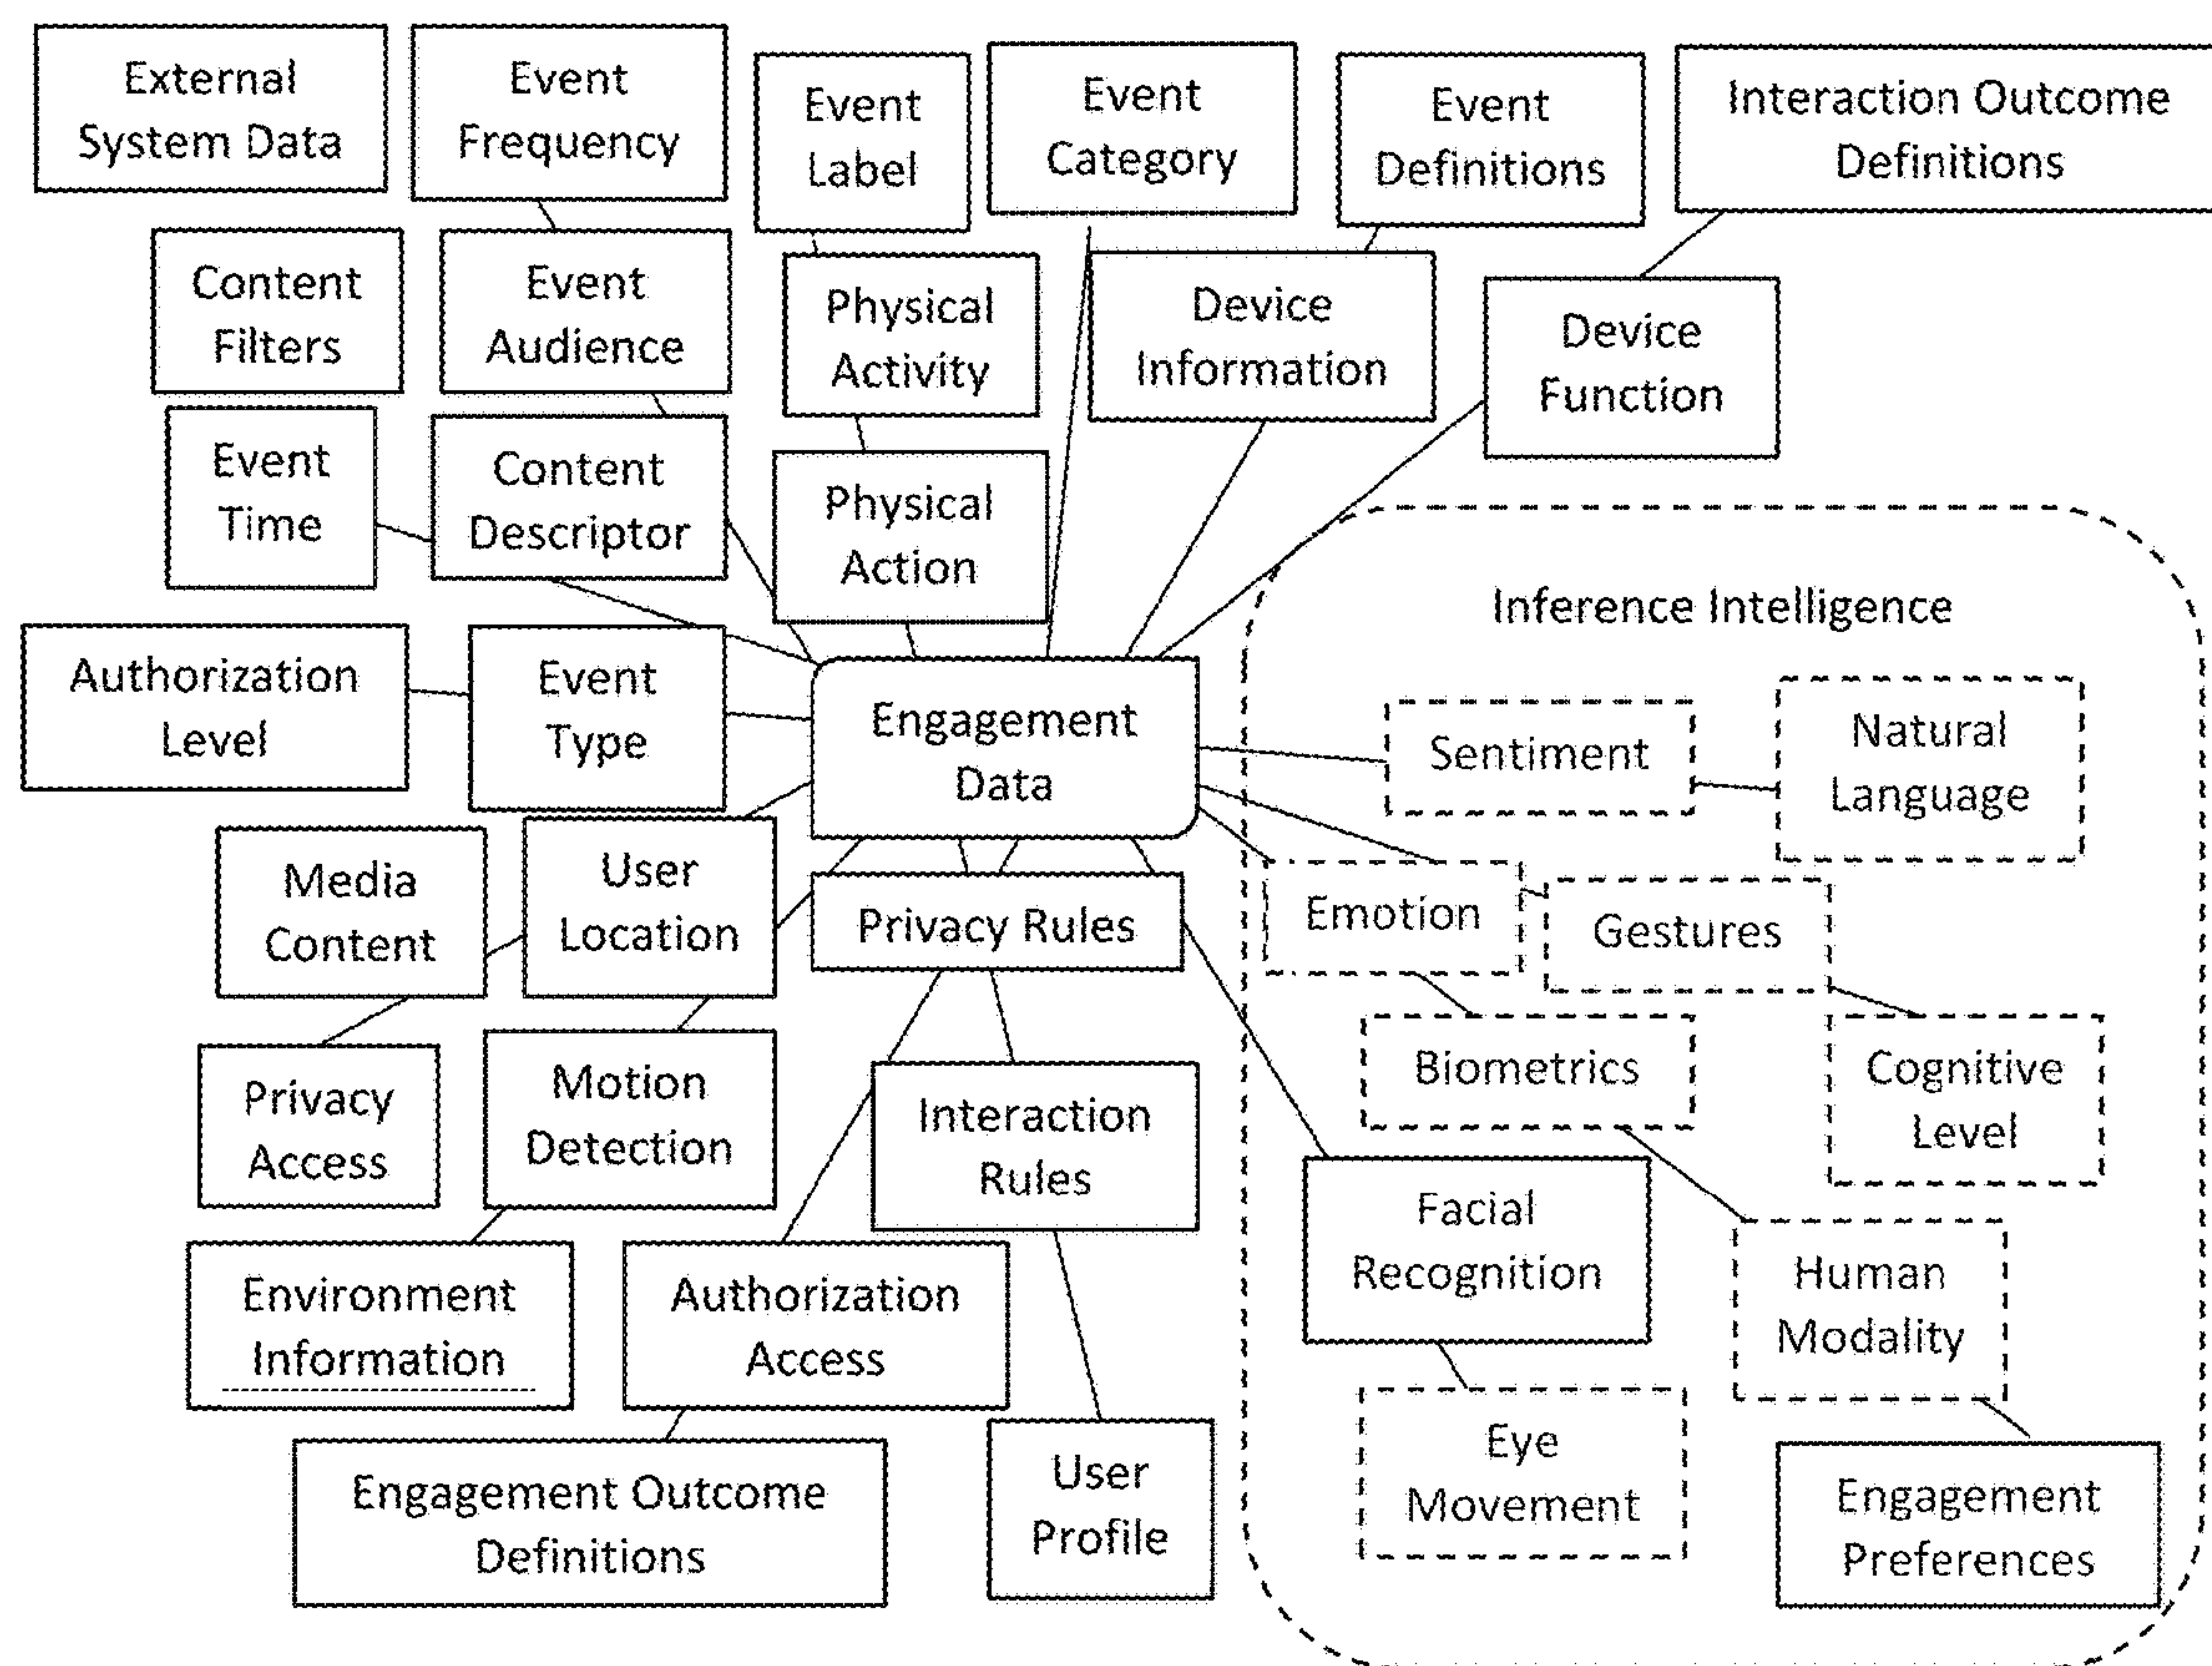 External
System Data
Event
Frequency
Event
Label
Event
Category
Event
Definitions
Interaction Outcome
Definitions
Content
Filters
Event
Audience
Physical
Activity
Device
Information
Device
Function
Event
Time
Content
Descriptor
Physical
Action
Inference Intelligence
Authorization
Level
Event
Type
Engagement
Data
Sentiment
Natural
Language
Media
Content
User
Location
Privacy Rules
Emotion
Gestures
Privacy
Access
Motion
Detection
Interaction
Rules
Biometrics
Cognitive
Level
Facial
Recognition
Human
Modality
Environment
Information
Authorization
Access
Engagement Outcome
Definitions
User
Profile
Eye
Movement
Engagement
Preferences